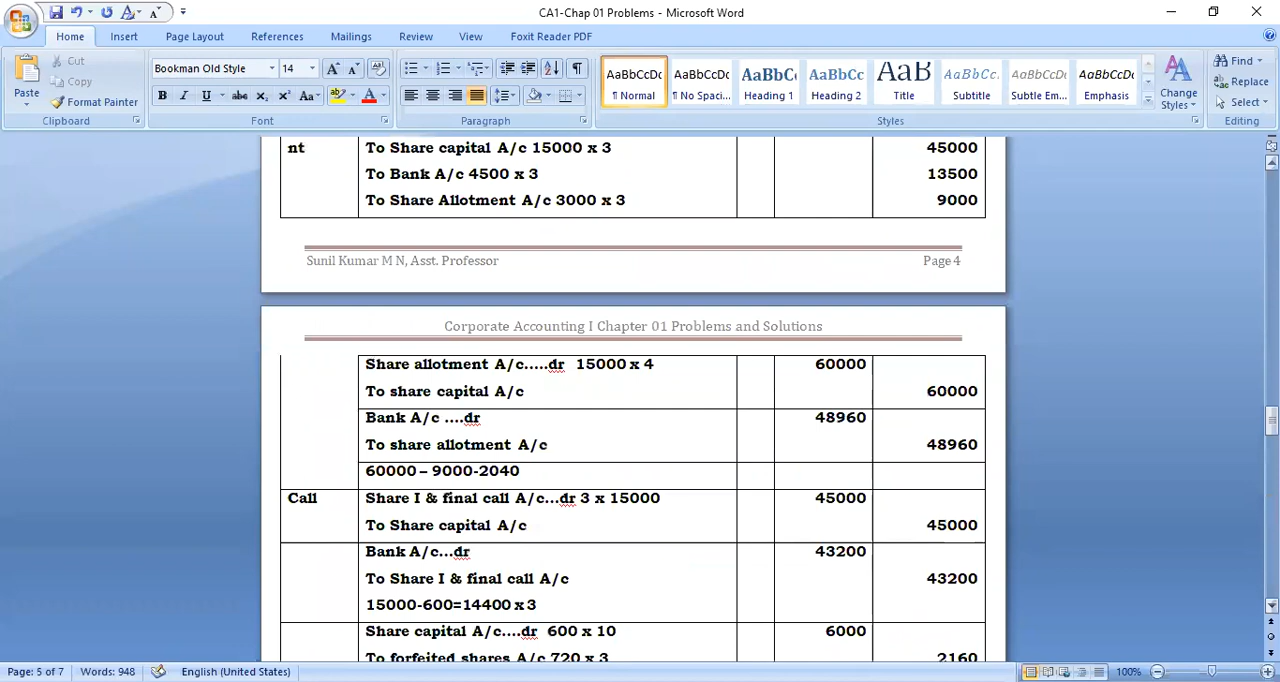 CA1-Chap 01 Problems - Microsoft Word
Home Insert Page Layout References Mailings Review View Foxit Reader PDF
Paste
Cut
Copy
Format Painter
Clipboard
Bookman Old Style 14
Font
Paragraph
AaBbCcDc AaBbCcDc AaBbC AaBbCc AaB AaBbCcL AaBbCcDc AaBbCcDc
¶ Normal ¶ No Spaci... Heading 1 Heading 2 Title Subtitle Subtle Em... Emphasis
Change Styles
Styles
Find
Replace
Select
Editing
nt To Share capital A/c 15000 x 3 45000
To Bank A/c 4500 x 3 13500
To Share Allotment A/c 3000 x 3 9000
Sunil Kumar M N, Asst. Professor Page 4
Corporate Accounting I Chapter 01 Problems and Solutions
Share allotment A/c.....dr 15000 x 4 60000
To share capital A/c 60000
Bank A/c ....dr 48960
To share allotment A/c 48960
60000 – 9000-2040
Call Share I & final call A/c...dr 3 x 15000 45000
To Share capital A/c 45000
Bank A/c...dr 43200
To Share I & final call A/c 43200
15000-600=14400 x 3
Share capital A/c....dr 600 x 10 6000
To forfeited shares A/c 720 x 3 2160
Page: 5 of 7 Words: 948 English (United States) 100%